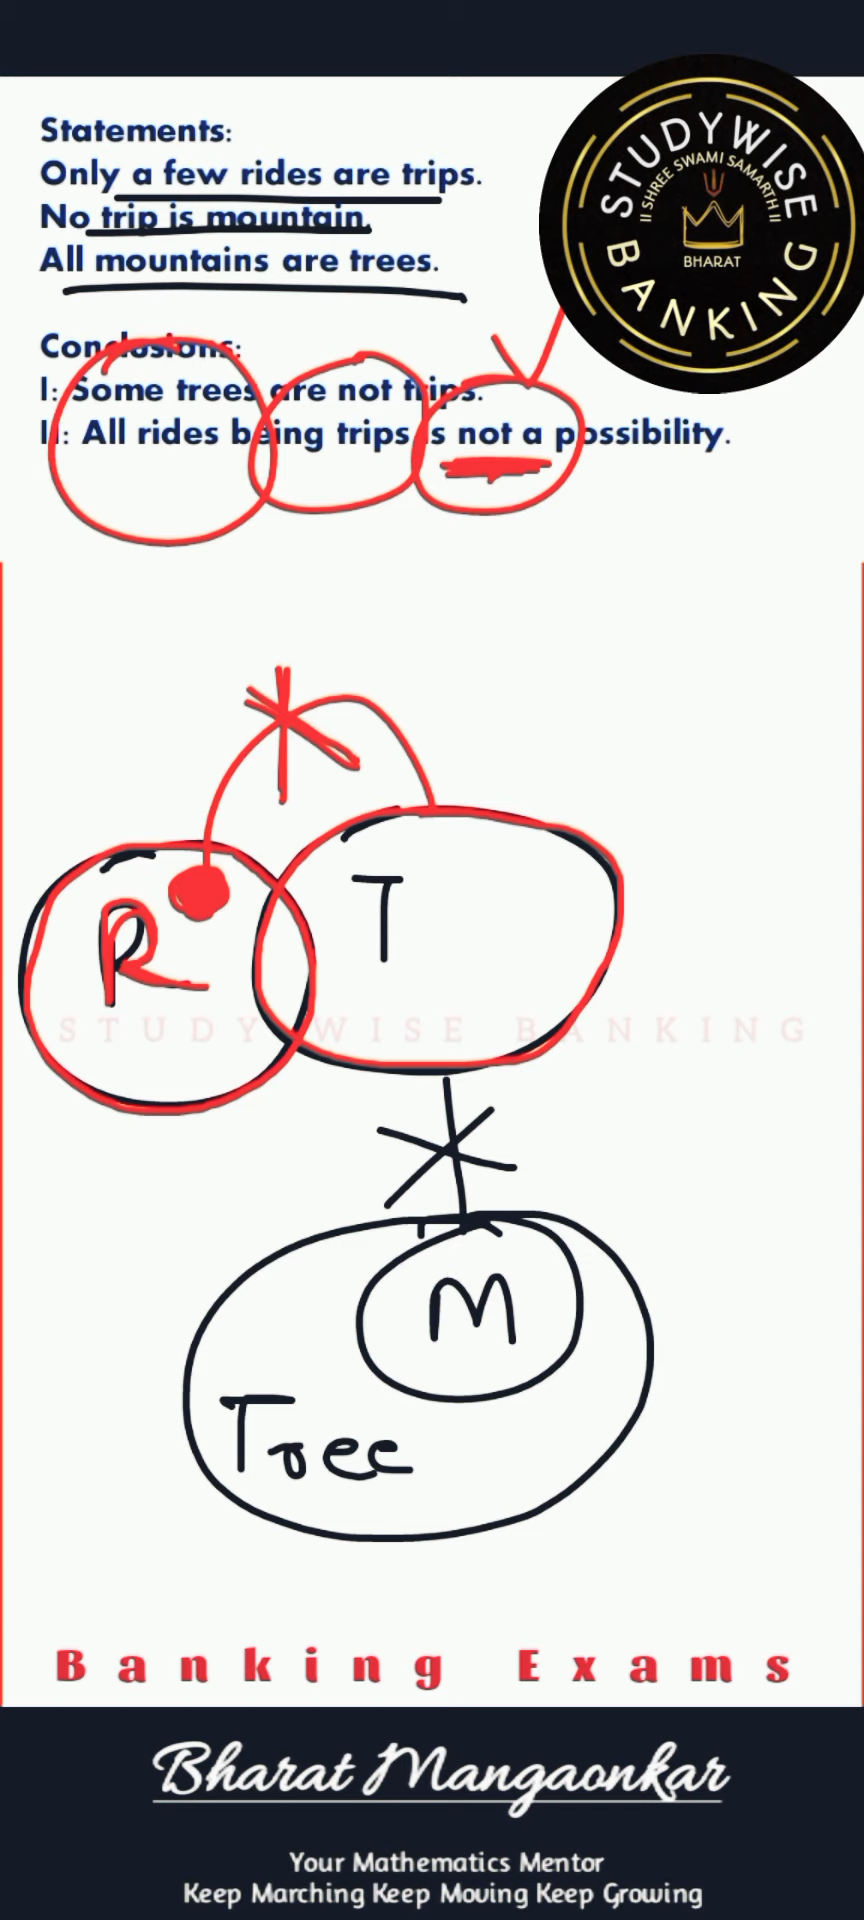 Statements:
Only a few rides are trips.
No trip is mountain.
All mountains are trees.
Conclusions:
I: Some trees are not trips.
II: All rides being trips is not a possibility.
STUDYWISE
II SHREE SWAMI SAMARTH II
BHARAT
BANKING
R
T
STUDYWISE BANKING
M
Tree
Banking Exams
Bharat Mangaonkar
Your Mathematics Mentor
Keep Marching Keep Moving Keep Growing